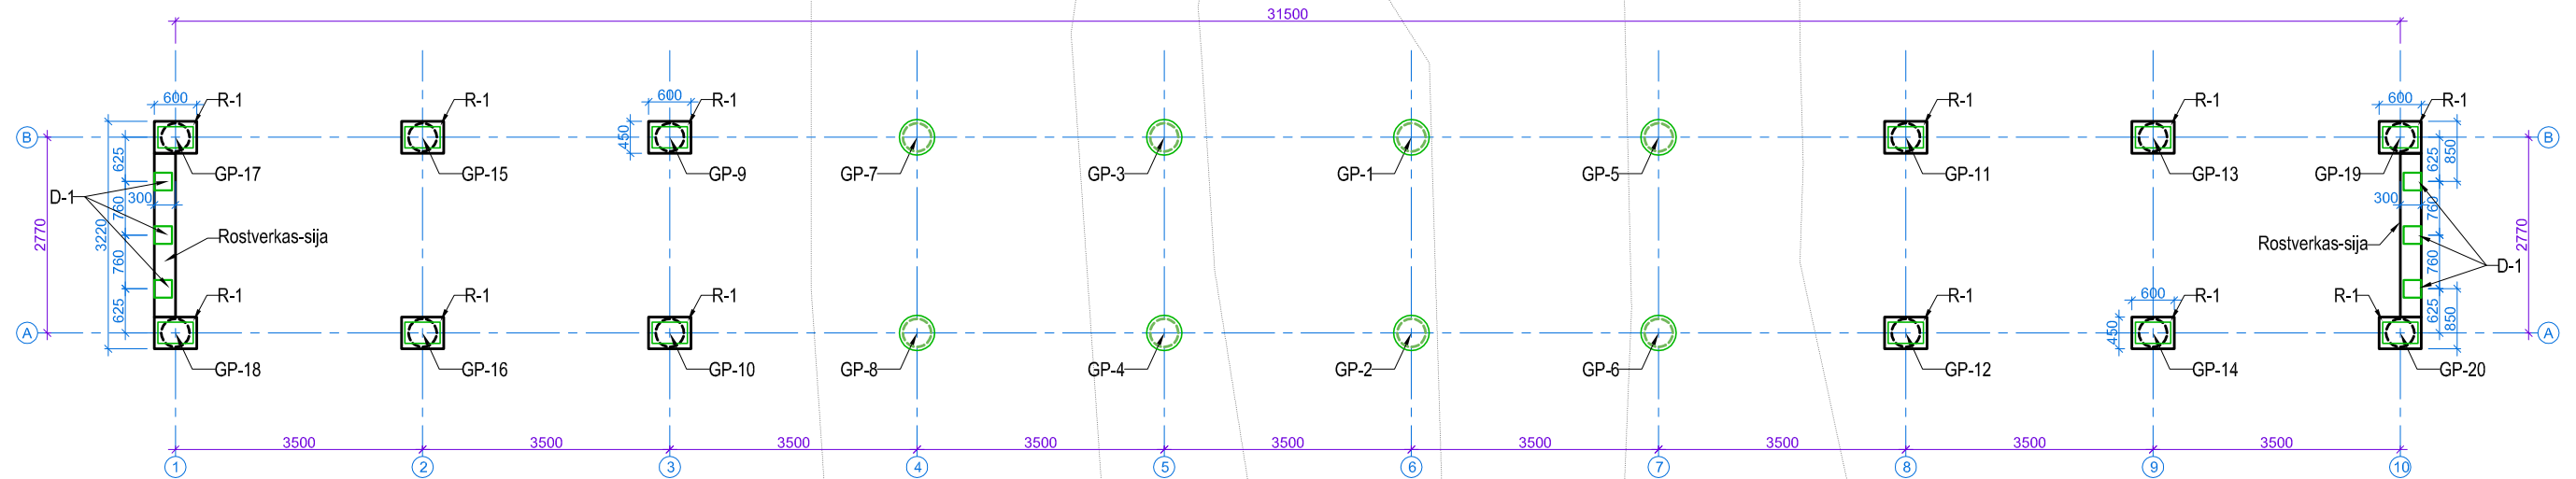 31500
600
R-1
R-1
600
R-1
R-1
R-1
600
R-1
B
625
450
625
850
B
GP-17
GP-15
GP-9
GP-7
GP-3
GP-1
GP-5
GP-11
GP-13
GP-19
D-1
300
760
300
760
2770
3220
Rostverkas-sija
Rostverkas-sija
2770
760
760
D-1
R-1
R-1
R-1
R-1
600
R-1
R-1
625
625
850
A
450
A
GP-18
GP-16
GP-10
GP-8
GP-4
GP-2
GP-6
GP-12
GP-14
GP-20
3500
3500
3500
3500
3500
3500
3500
3500
3500
1
2
3
4
5
6
7
8
9
10